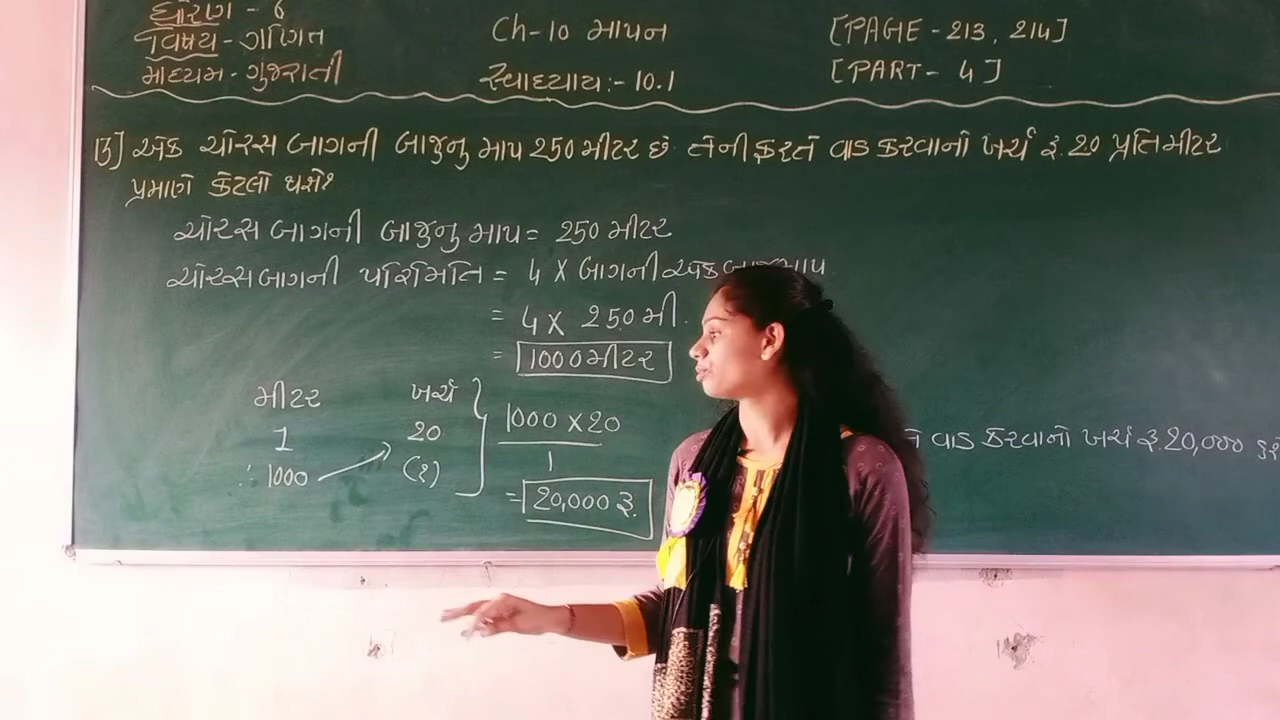 ધોરણ - ૬
વિષય - ગણિત
માધ્યમ - ગુજરાતી
Ch-10 માપન
સ્વાધ્યાય :- 10.1
[PAGE - 213, 214]
[PART - 4]
એક ચોરસ બાગની બાજુનુ માપ 250 મીટર છે. તેની ફરતે વાડ કરવાનો ખર્ચ રૂ. 20 પ્રતિ મીટર
પ્રમાણે કેટલો થશે?
ચોરસ બાગની બાજુનુ માપ = 250 મીટર
ચોરસ બાગની પરિમિતિ = 4 X બાગની એક માપ
= 4 X 250 મી.
= 1000 મીટર
મીટર ખર્ચ
1 20
∴ 1000 (?)
1000 X 20
1
= 20,000 રૂ.
વાડ કરવાનો ખર્ચ રૂ. 20,000